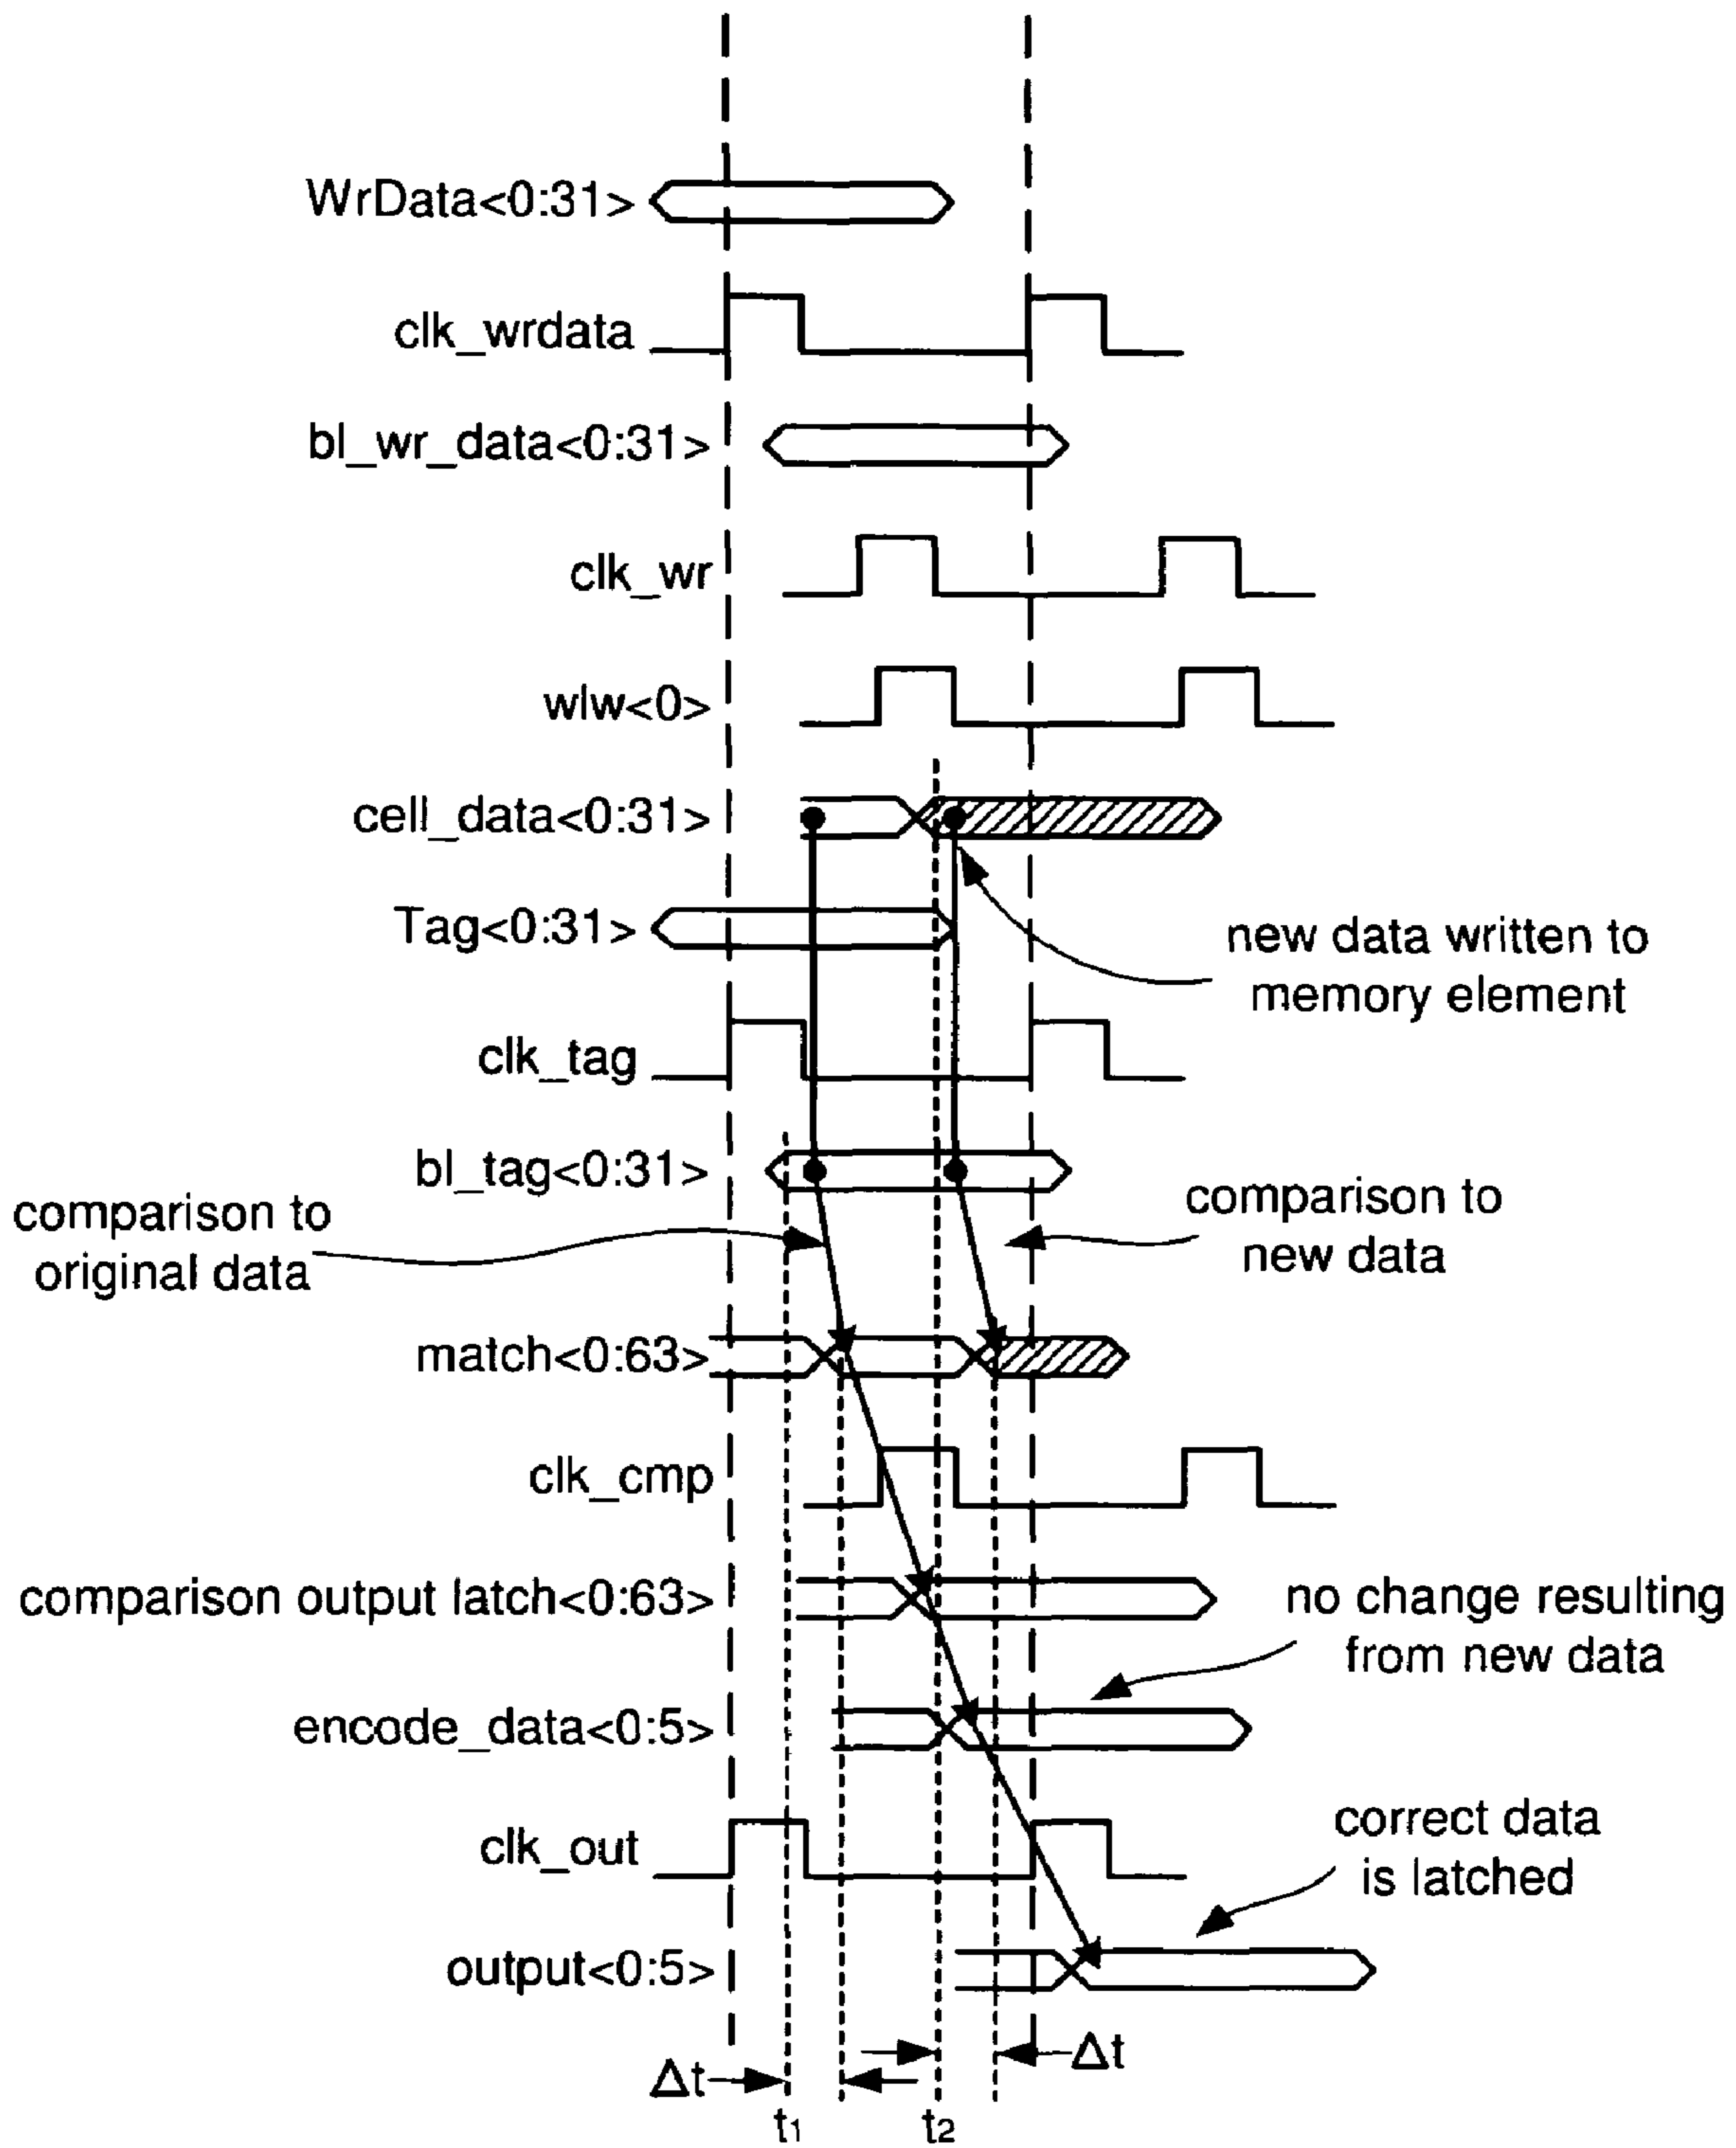 WrData<0:31>
clk_wrdata
bl_wr_data<0:31>
clk_wr
wlw<0>
cell_data<0:31>
Tag<0:31>
new data written to
memory element
clk_tag
bl_tag<0:31>
comparison to
original data
comparison to
new data
match<0:63>
clk_cmp
comparison output latch<0:63>
no change resulting
from new data
encode_data<0:5>
clk_out
correct data
is latched
output<0:5>
Δt
Δt
t1
t2